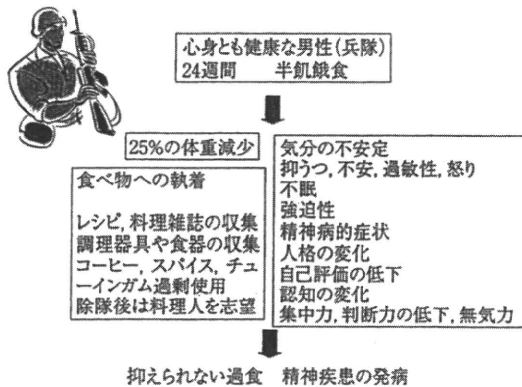 心身とも健康な男性(兵隊)
24週間　半飢餓食
25%の体重減少
食べ物への執着
レシピ, 料理雑誌の収集
調理器具や食器の収集
コーヒー, スパイス, チュ
ーインガム過剰使用
除隊後は料理人を志望
気分の不安定
抑うつ, 不安, 過敏性, 怒り
不眠
強迫性
精神病的症状
人格の変化
自己評価の低下
認知の変化
集中力, 判断力の低下, 無気力
抑えられない過食　精神疾患の発病